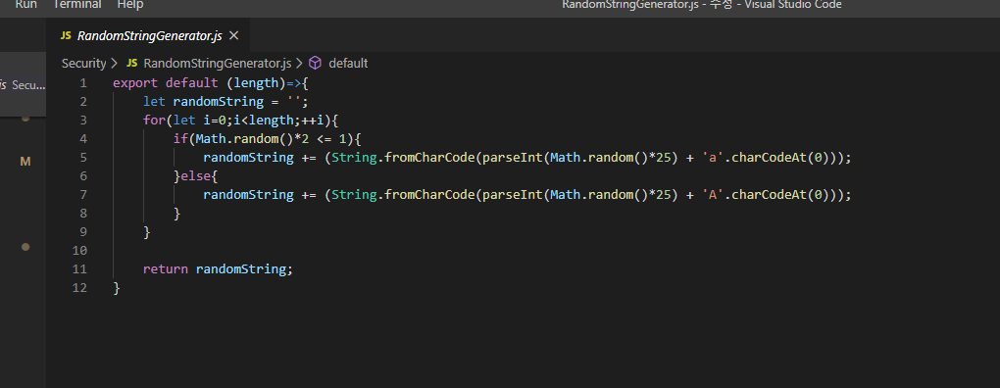 Run Terminal Help RandomStringGenerator.js - 수성 - Visual Studio Code
JS RandomStringGenerator.js ×
Security > JS RandomStringGenerator.js > default
js Secu...
1 export default (length)=>{
2 let randomString = '';
3 for(let i=0;i<length;++i){
4 if(Math.random()*2 <= 1){
5 randomString += (String.fromCharCode(parseInt(Math.random()*25) + 'a'.charCodeAt(0)));
6 }else{
7 randomString += (String.fromCharCode(parseInt(Math.random()*25) + 'A'.charCodeAt(0)));
8 }
9 }
10
11 return randomString;
12 }
M